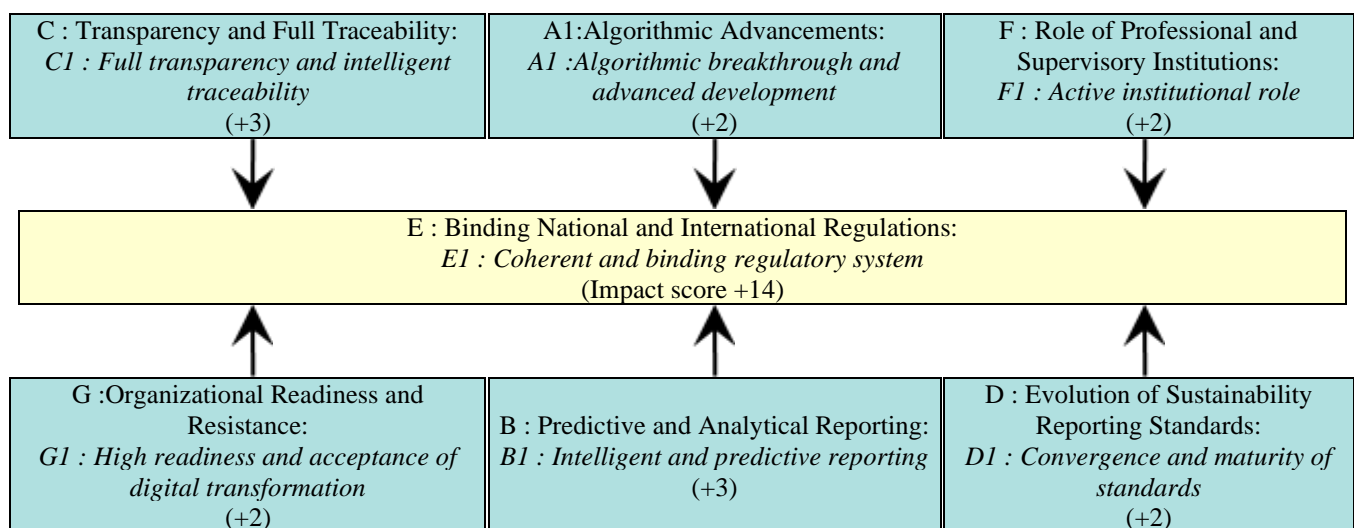 C : Transparency and Full Traceability:
C1 : Full transparency and intelligent
traceability
(+3)
A1:Algorithmic Advancements:
A1 :Algorithmic breakthrough and
advanced development
(+2)
F : Role of Professional and
Supervisory Institutions:
F1 : Active institutional role
(+2)
E : Binding National and International Regulations:
E1 : Coherent and binding regulatory system
(Impact score +14)
G :Organizational Readiness and
Resistance:
G1 : High readiness and acceptance of
digital transformation
(+2)
B : Predictive and Analytical Reporting:
B1 : Intelligent and predictive reporting
(+3)
D : Evolution of Sustainability
Reporting Standards:
D1 : Convergence and maturity of
standards
(+2)